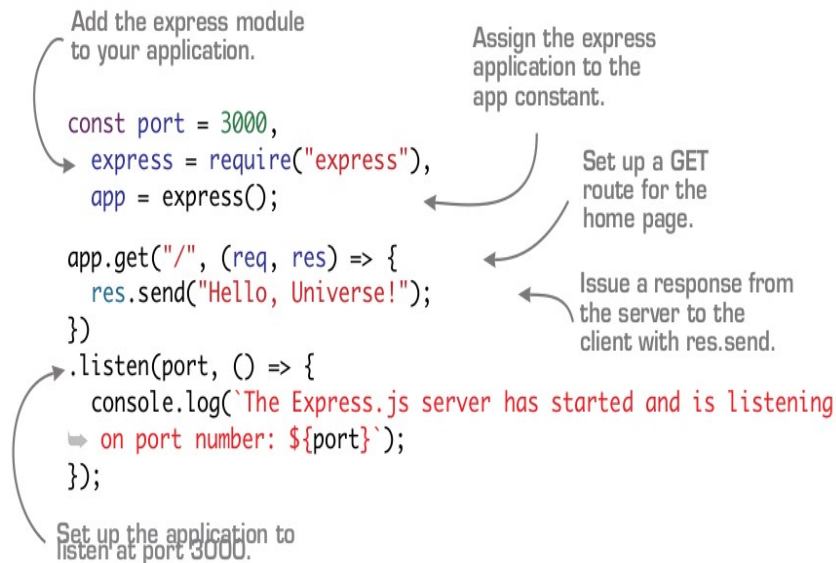 Add the express module
to your application.
Assign the express
application to the
app constant.
const port = 3000,
express = require("express"),
app = express();
Set up a GET
route for the
home page.
app.get("/", (req, res) => {
res.send("Hello, Universe!");
})
Issue a response from
the server to the
client with res.send.
.listen(port, () => {
console.log(`The Express.js server has started and is listening
➥ on port number: ${port}`);
});
Set up the application to
listen at port 3000.